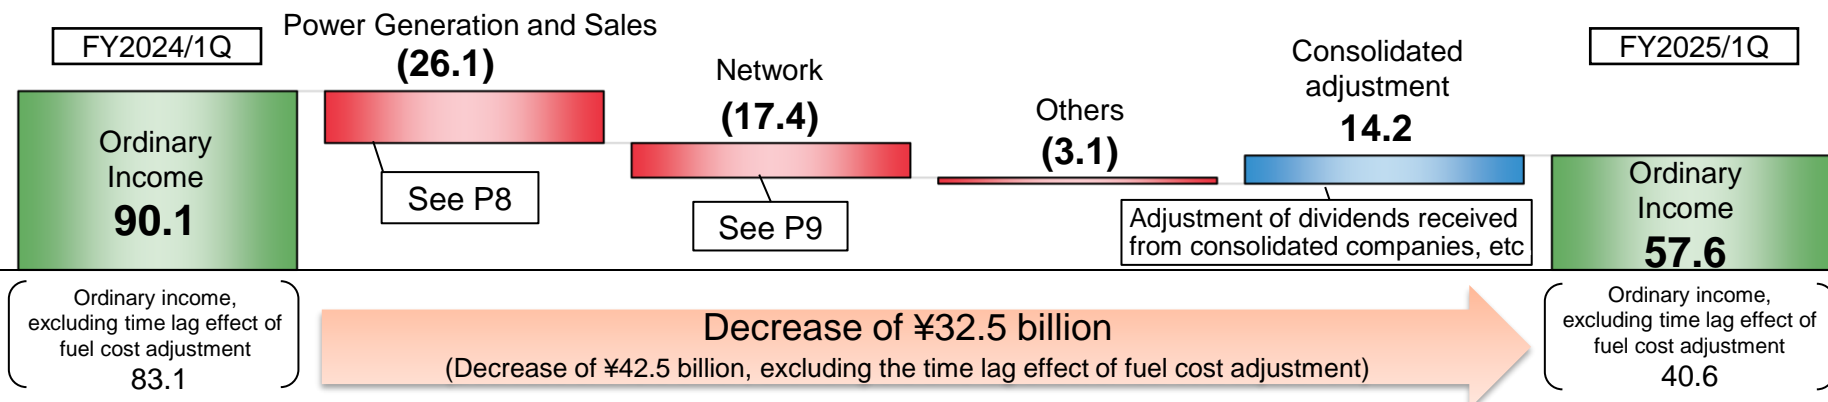 FY2024/1Q
Ordinary
Income
90.1
Ordinary income,
excluding time lag effect of
fuel cost adjustment
83.1
Power Generation and Sales
(26.1)
See P8
Network
(17.4)
See P9
Others
(3.1)
Consolidated
adjustment
14.2
Adjustment of dividends received
from consolidated companies, etc
FY2025/1Q
Ordinary
Income
57.6
Ordinary income,
excluding time lag effect of
fuel cost adjustment
40.6
Decrease of ¥32.5 billion
(Decrease of ¥42.5 billion, excluding the time lag effect of fuel cost adjustment)